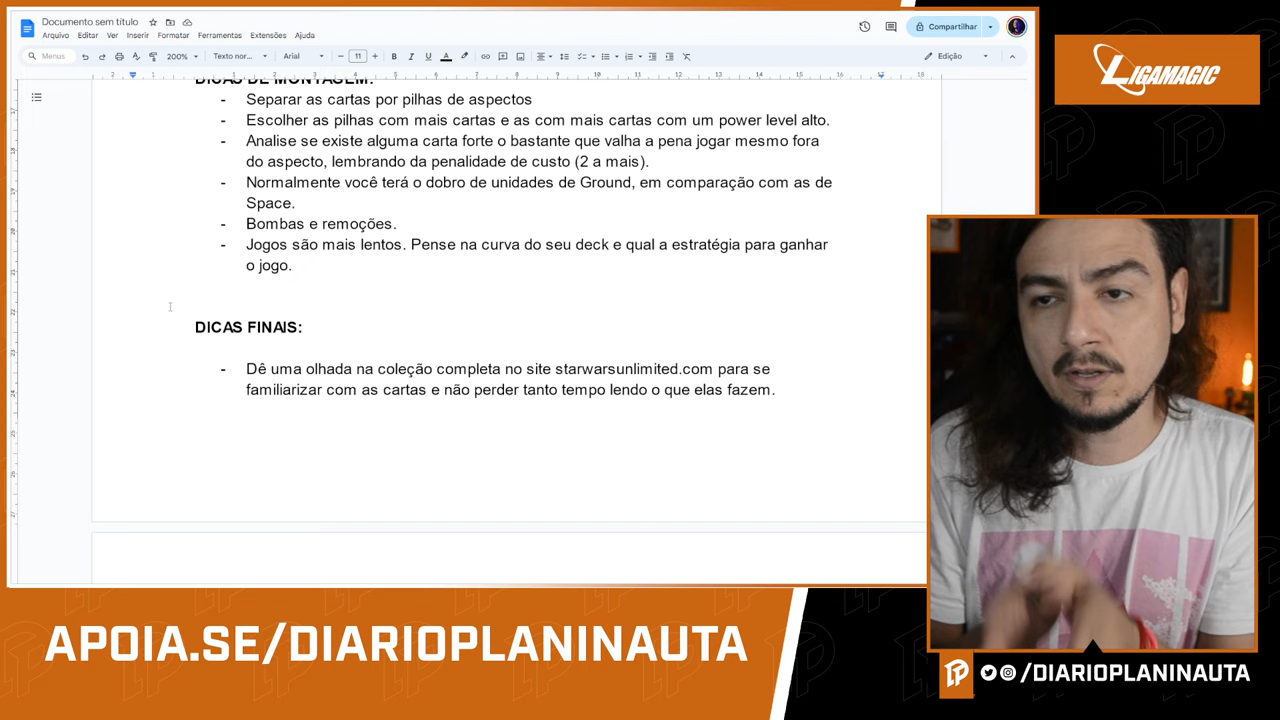 Documento sem título
Arquivo Editar Ver Inserir Formatar Ferramentas Extensões Ajuda
Compartilhar
Menus
200%
Texto nor...
Arial
11
Edição
DICAS DE MONTAGEM:
- Separar as cartas por pilhas de aspectos
- Escolher as pilhas com mais cartas e as com mais cartas com um power level alto.
- Analise se existe alguma carta forte o bastante que valha a pena jogar mesmo fora
do aspecto, lembrando da penalidade de custo (2 a mais).
- Normalmente você terá o dobro de unidades de Ground, em comparação com as de
Space.
- Bombas e remoções.
- Jogos são mais lentos. Pense na curva do seu deck e qual a estratégia para ganhar
o jogo.
DICAS FINAIS:
- Dê uma olhada na coleção completa no site starwarsunlimited.com para se
familiarizar com as cartas e não perder tanto tempo lendo o que elas fazem.
LIGAMAGIC
APOIA.SE/DIARIOPLANINAUTA
/DIARIOPLANINAUTA